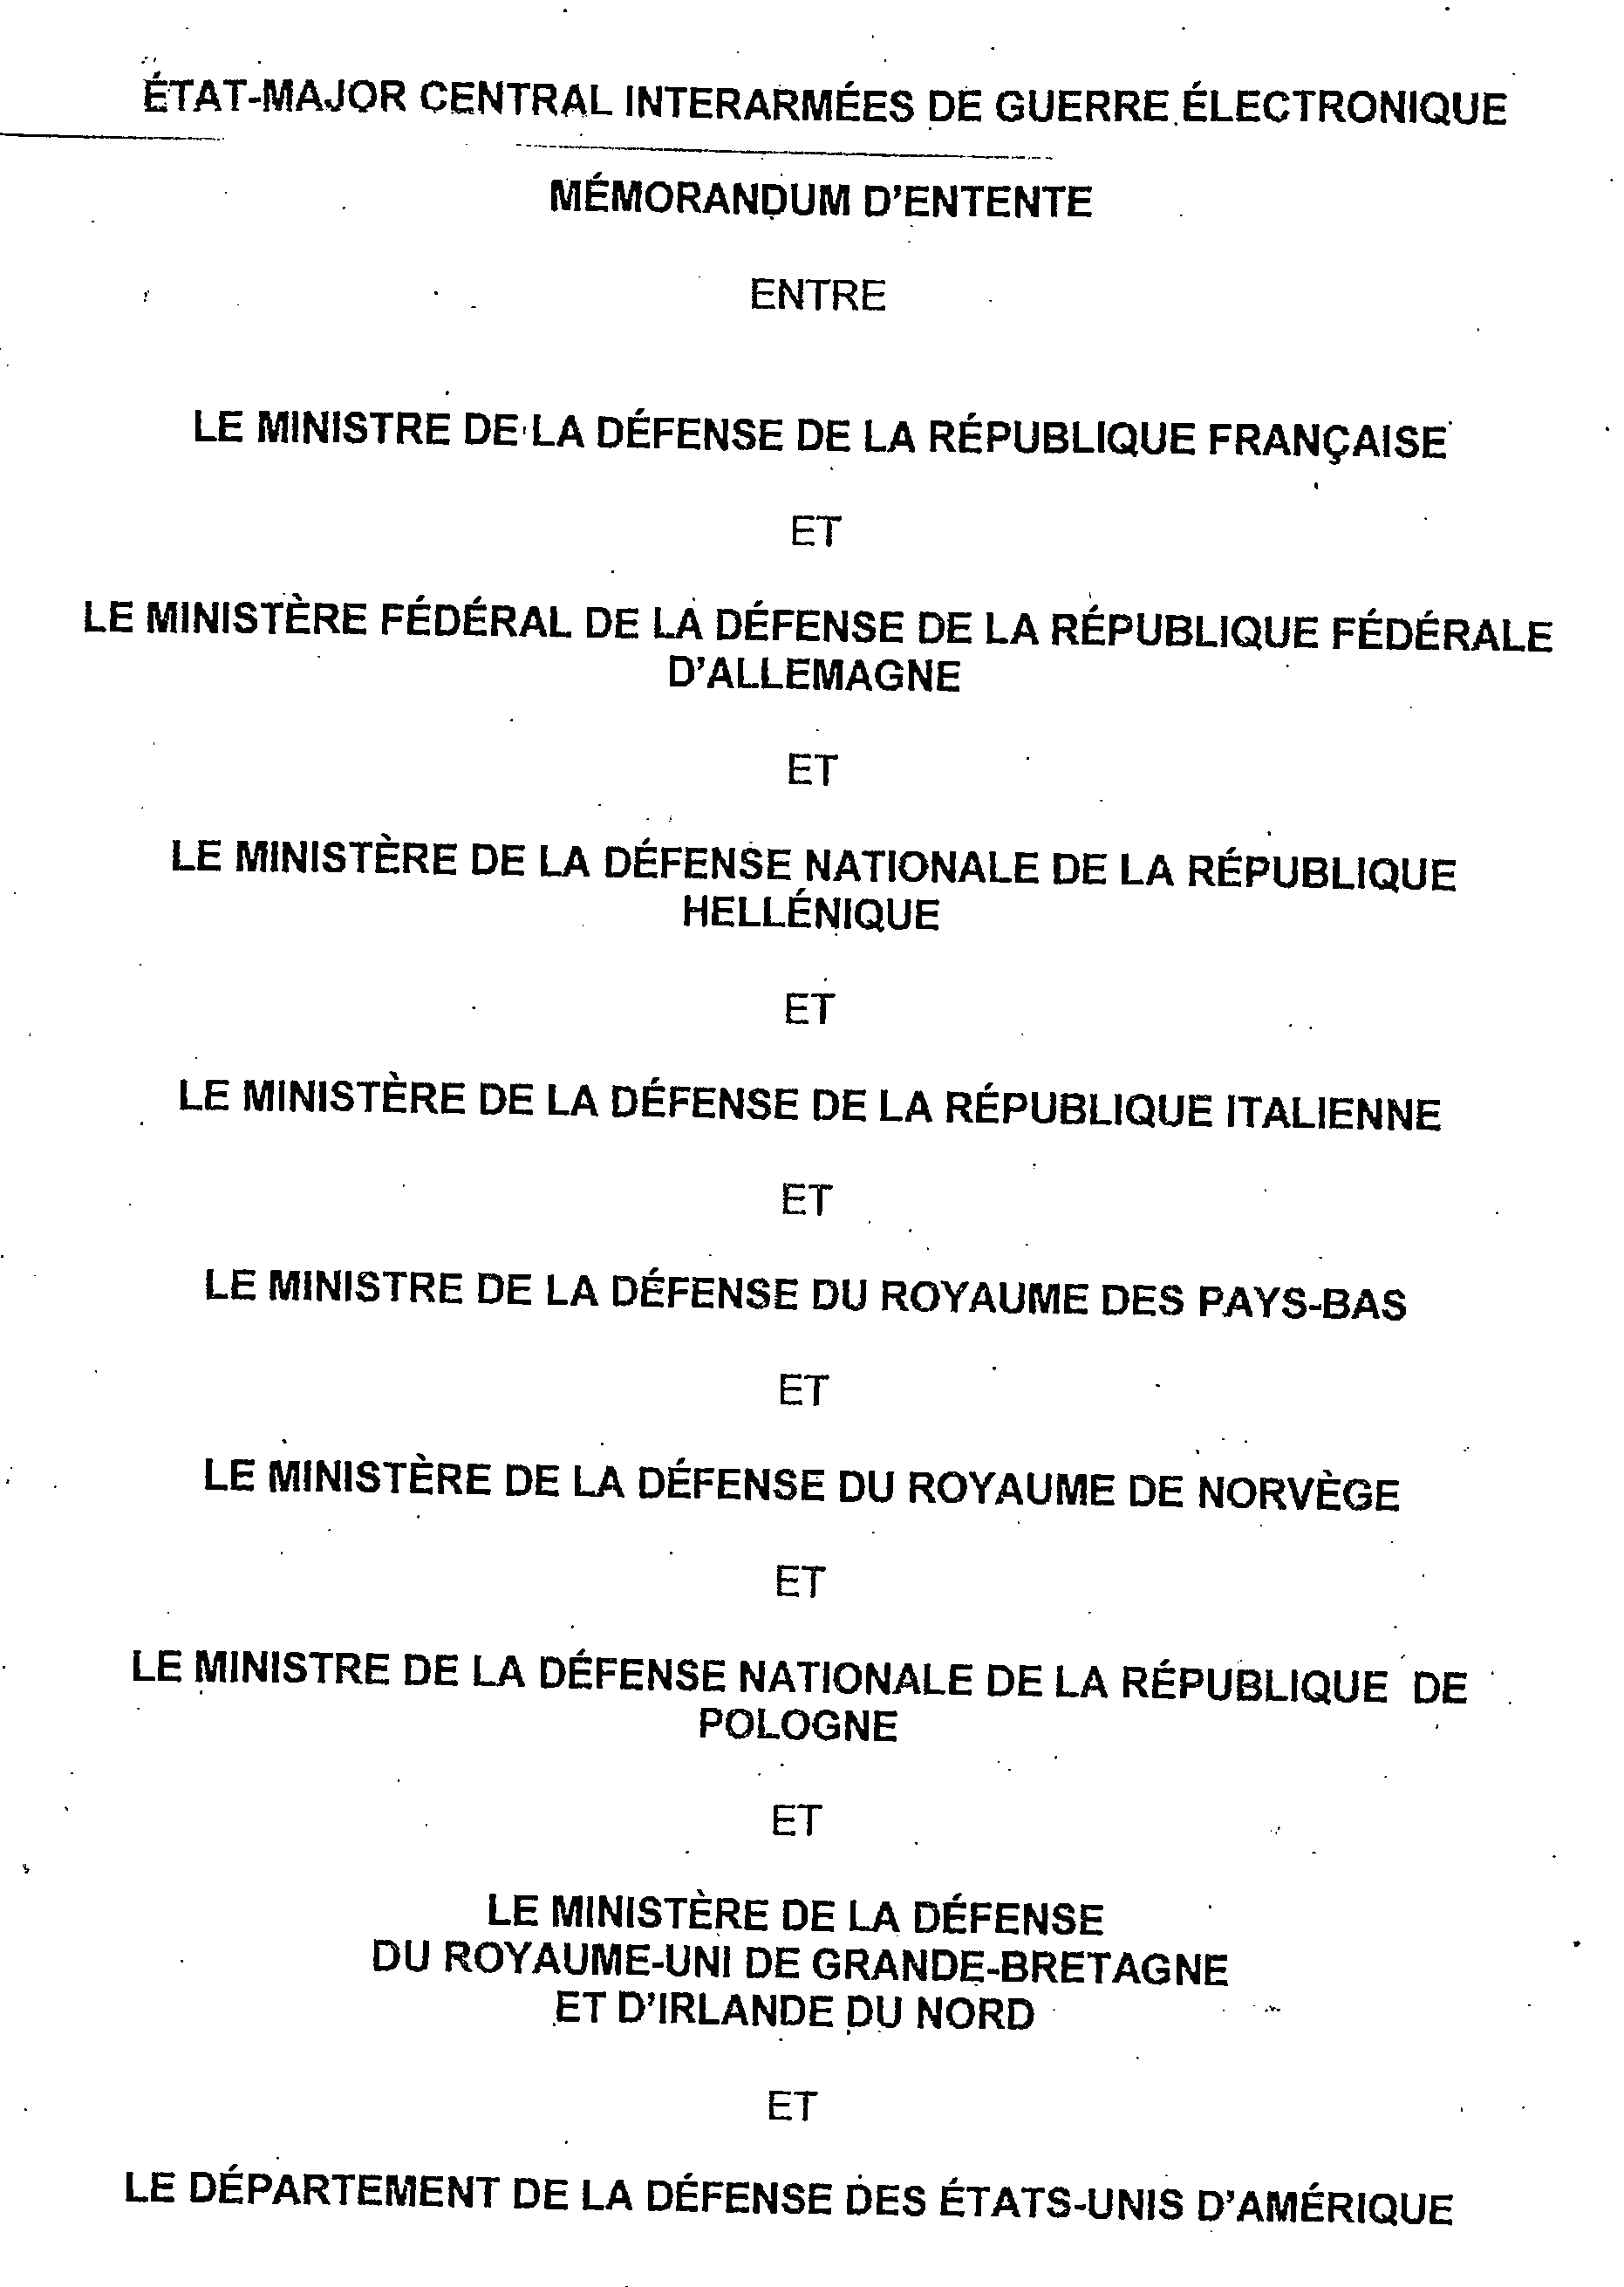 ÉTAT-MAJOR CENTRAL INTERARMÉES DE GUERRE ÉLECTRONIQUE
MÉMORANDUM D'ENTENTE
ENTRE
LE MINISTRE DE LA DÉFENSE DE LA RÉPUBLIQUE FRANÇAISE
ET
LE MINISTÈRE FÉDÉRAL DE LA DÉFENSE DE LA RÉPUBLIQUE FÉDÉRALE
D'ALLEMAGNE
ET
LE MINISTÈRE DE LA DÉFENSE NATIONALE DE LA RÉPUBLIQUE
HELLÉNIQUE
ET
LE MINISTÈRE DE LA DÉFENSE DE LA RÉPUBLIQUE ITALIENNE
ET
LE MINISTRE DE LA DÉFENSE DU ROYAUME DES PAYS-BAS
ET
LE MINISTÈRE DE LA DÉFENSE DU ROYAUME DE NORVÈGE
ET
LE MINISTRE DE LA DÉFENSE NATIONALE DE LA RÉPUBLIQUE DE
POLOGNE
ET
LE MINISTÈRE DE LA DÉFENSE
DU ROYAUME-UNI DE GRANDE-BRETAGNE
ET D'IRLANDE DU NORD
ET
LE DÉPARTEMENT DE LA DÉFENSE DES ÉTATS-UNIS D'AMÉRIQUE